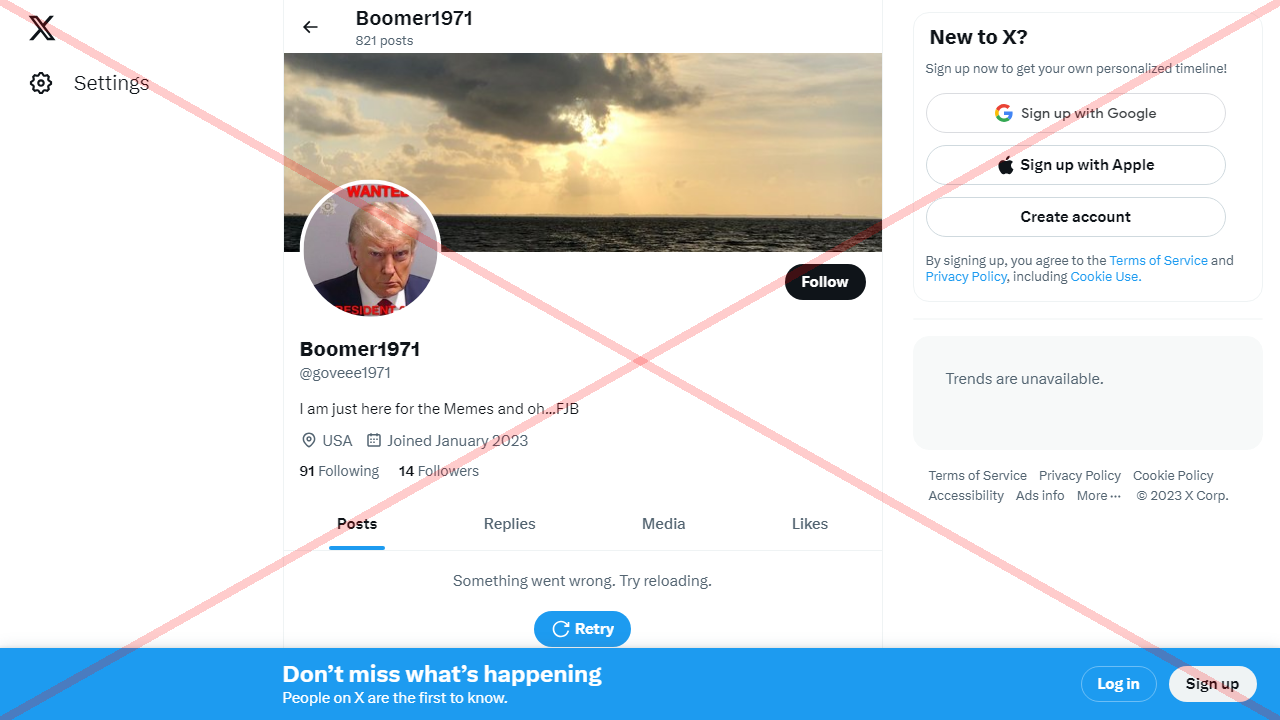 Boomer1971
821 posts
Settings
WANTED
PRESIDENT
Follow
Boomer1971
@goveee1971
I am just here for the Memes and oh...FJB
USA Joined January 2023
91 Following 14 Followers
Posts Replies Media Likes
Something went wrong. Try reloading.
Retry
New to X?
Sign up now to get your own personalized timeline!
Sign up with Google
Sign up with Apple
Create account
By signing up, you agree to the Terms of Service and
Privacy Policy, including Cookie Use.
Trends are unavailable.
Terms of Service Privacy Policy Cookie Policy
Accessibility Ads info More ··· © 2023 X Corp.
Don’t miss what’s happening
People on X are the first to know.
Log in Sign up